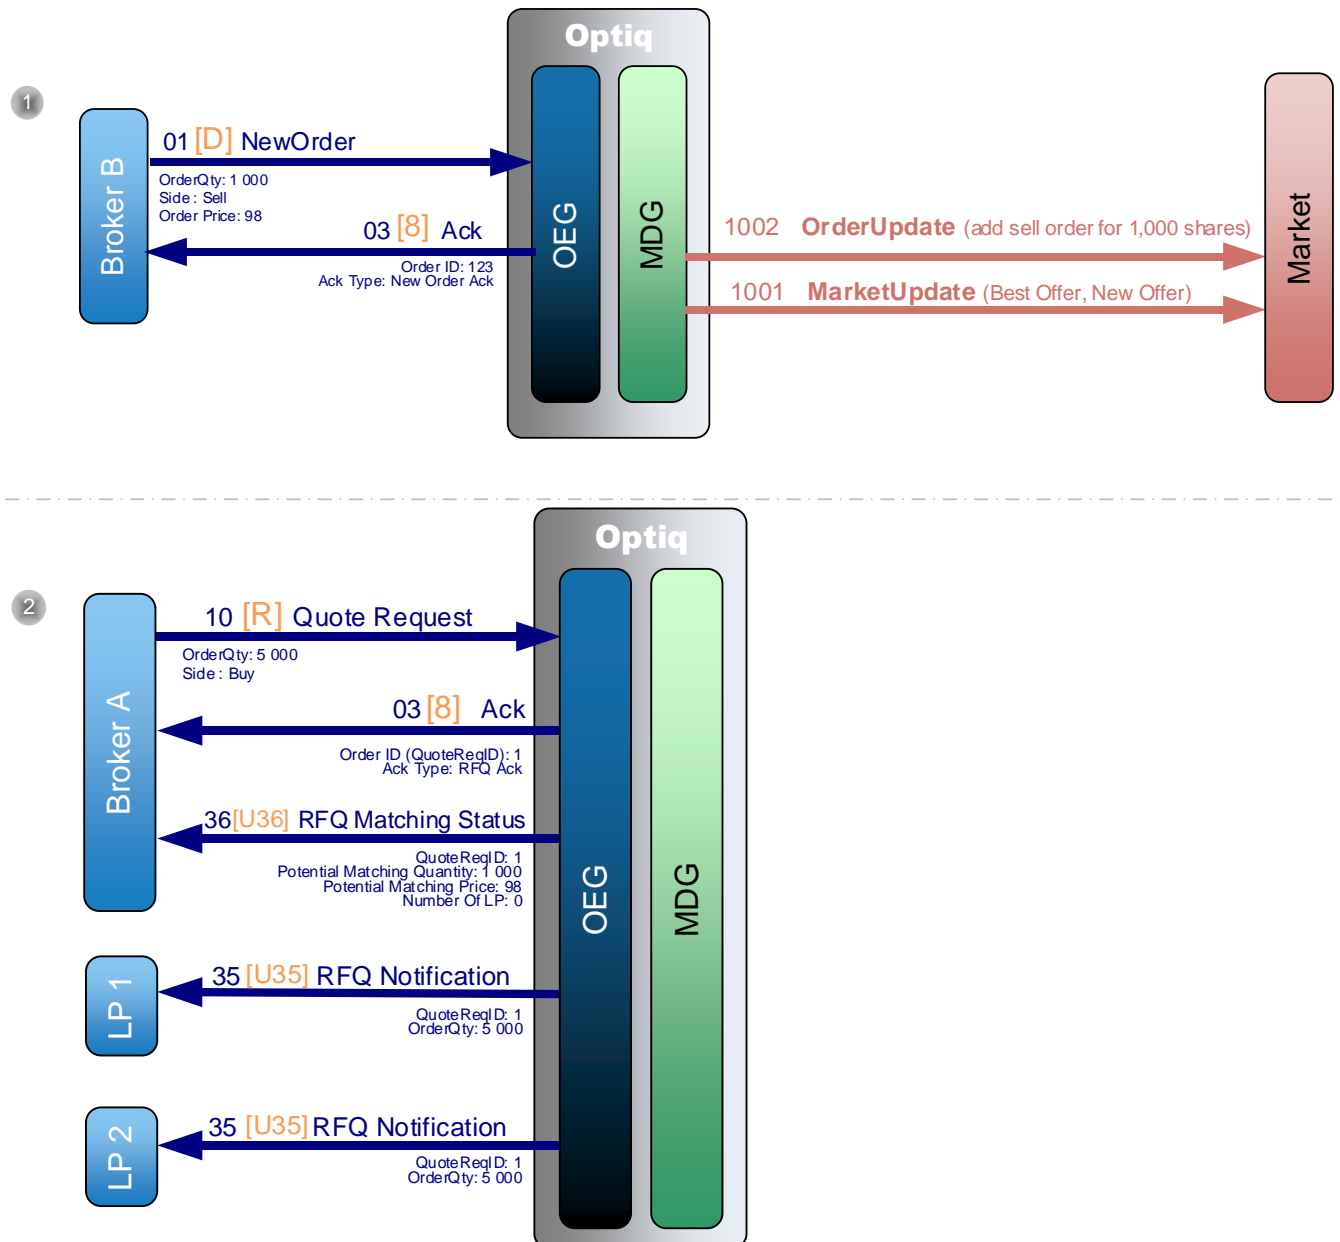 Optiq
1
Broker B
01 [D] NewOrder
OrderQty: 1 000
Side : Sell
Order Price: 98
03 [8] Ack
Order ID: 123
Ack Type: New Order Ack
OEG
MDG
1002 OrderUpdate (add sell order for 1,000 shares)
1001 MarketUpdate (Best Offer, New Offer)
Market
Optiq
2
Broker A
10 [R] Quote Request
OrderQty: 5 000
Side : Buy
03 [8] Ack
Order ID (QuoteReqID): 1
Ack Type: RFQ Ack
36 [U36] RFQ Matching Status
QuoteReqID: 1
Potential Matching Quantity: 1 000
Potential Matching Price: 98
Number Of LP: 0
OEG
MDG
LP 1
35 [U35] RFQ Notification
QuoteReqID: 1
OrderQty: 5 000
LP 2
35 [U35] RFQ Notification
QuoteReqID: 1
OrderQty: 5 000